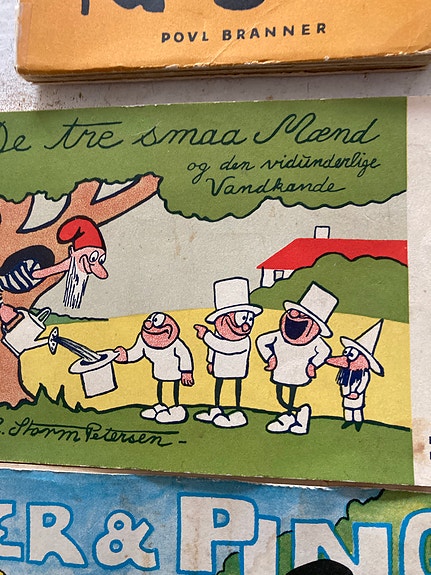 POVL BRANNER
De tre smaa Mænd
og den vidunderlige
Vandkande
Storm Petersen
ER & PING